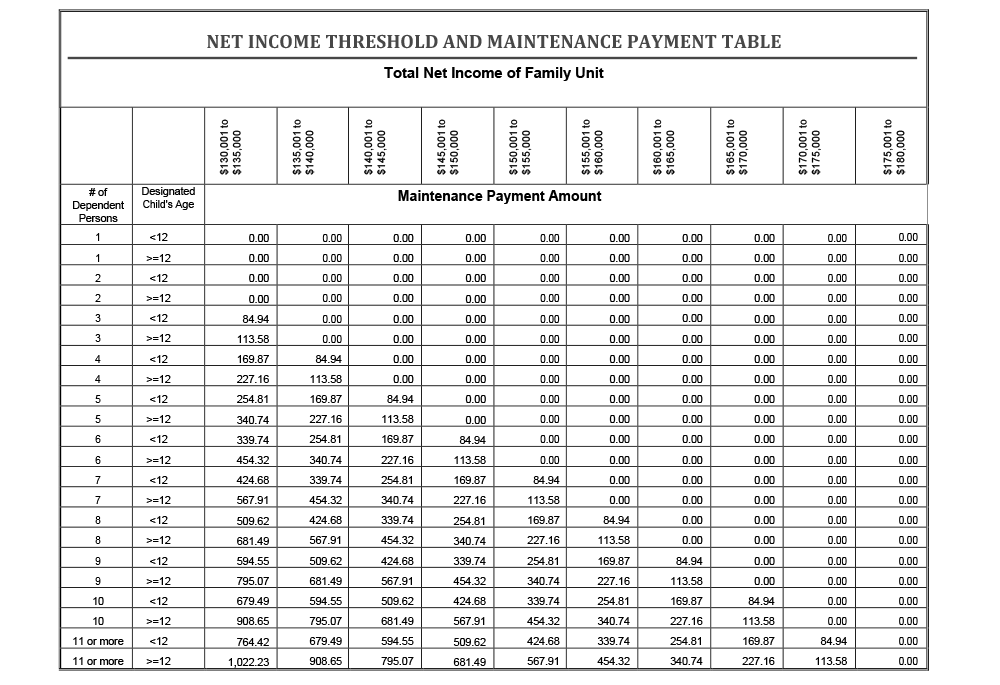 NET INCOME THRESHOLD AND MAINTENANCE PAYMENT TABLE
Total Net Income of Family Unit
$130,001 to $135,000 $135,001 to $140,000 $140,001 to $145,000 $145,001 to $150,000 $150,001 to $155,000 $155,001 to $160,000 $160,001 to $165,000 $165,001 to $170,000 $170,001 to $175,000 $175,001 to $180,000
# of Dependent Persons Designated Child's Age Maintenance Payment Amount
1 <12 0.00 0.00 0.00 0.00 0.00 0.00 0.00 0.00 0.00 0.00
1 >=12 0.00 0.00 0.00 0.00 0.00 0.00 0.00 0.00 0.00 0.00
2 <12 0.00 0.00 0.00 0.00 0.00 0.00 0.00 0.00 0.00 0.00
2 >=12 0.00 0.00 0.00 0.00 0.00 0.00 0.00 0.00 0.00 0.00
3 <12 84.94 0.00 0.00 0.00 0.00 0.00 0.00 0.00 0.00 0.00
3 >=12 113.58 0.00 0.00 0.00 0.00 0.00 0.00 0.00 0.00 0.00
4 <12 169.87 84.94 0.00 0.00 0.00 0.00 0.00 0.00 0.00 0.00
4 >=12 227.16 113.58 0.00 0.00 0.00 0.00 0.00 0.00 0.00 0.00
5 <12 254.81 169.87 84.94 0.00 0.00 0.00 0.00 0.00 0.00 0.00
5 >=12 340.74 227.16 113.58 0.00 0.00 0.00 0.00 0.00 0.00 0.00
6 <12 339.74 254.81 169.87 84.94 0.00 0.00 0.00 0.00 0.00 0.00
6 >=12 454.32 340.74 227.16 113.58 0.00 0.00 0.00 0.00 0.00 0.00
7 <12 424.68 339.74 254.81 169.87 84.94 0.00 0.00 0.00 0.00 0.00
7 >=12 567.91 454.32 340.74 227.16 113.58 0.00 0.00 0.00 0.00 0.00
8 <12 509.62 424.68 339.74 254.81 169.87 84.94 0.00 0.00 0.00 0.00
8 >=12 681.49 567.91 454.32 340.74 227.16 113.58 0.00 0.00 0.00 0.00
9 <12 594.55 509.62 424.68 339.74 254.81 169.87 84.94 0.00 0.00 0.00
9 >=12 795.07 681.49 567.91 454.32 340.74 227.16 113.58 0.00 0.00 0.00
10 <12 679.49 594.55 509.62 424.68 339.74 254.81 169.87 84.94 0.00 0.00
10 >=12 908.65 795.07 681.49 567.91 454.32 340.74 227.16 113.58 0.00 0.00
11 or more <12 764.42 679.49 594.55 509.62 424.68 339.74 254.81 169.87 84.94 0.00
11 or more >=12 1,022.23 908.65 795.07 681.49 567.91 454.32 340.74 227.16 113.58 0.00